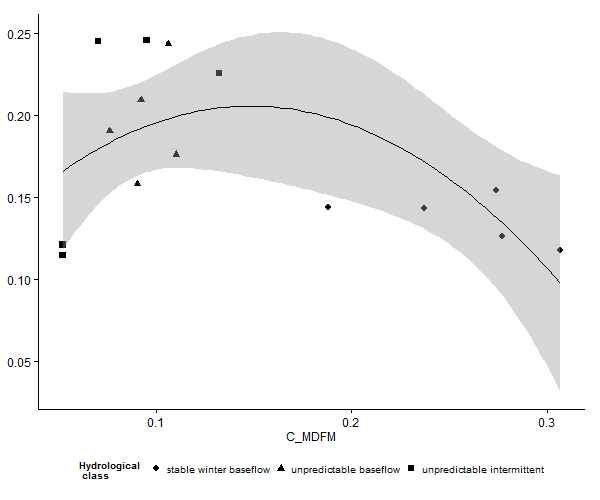 0.25
0.20
0.15
0.10
0.05
0.1 0.2 0.3
C_MDFM
Hydrological
class
stable winter baseflow unpredictable baseflow unpredictable intermittent